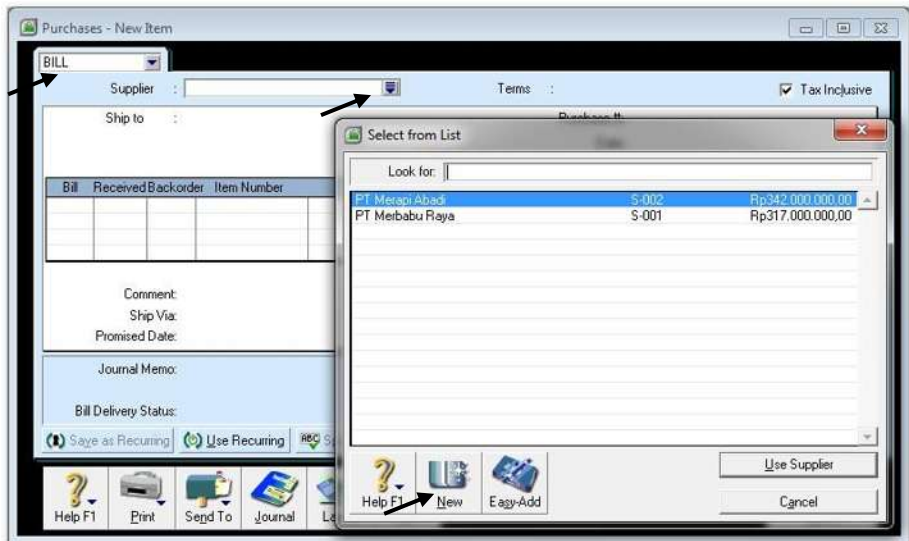 Purchases - New Item
BILL
Supplier :
Terms :
Tax Inclusive
Ship to :
Bill Received Backorder Item Number
Comment:
Ship Via:
Promised Date:
Journal Memo:
Bill Delivery Status:
Save as Recurring Use Recurring
Help F1 Print Send To Journal
Select from List
Look for:
PT Merapi Abadi S-002 Rp342.000.000,00
PT Merbabu Raya S-001 Rp317.000.000,00
Use Supplier
Help F1 New Easy-Add
Cancel